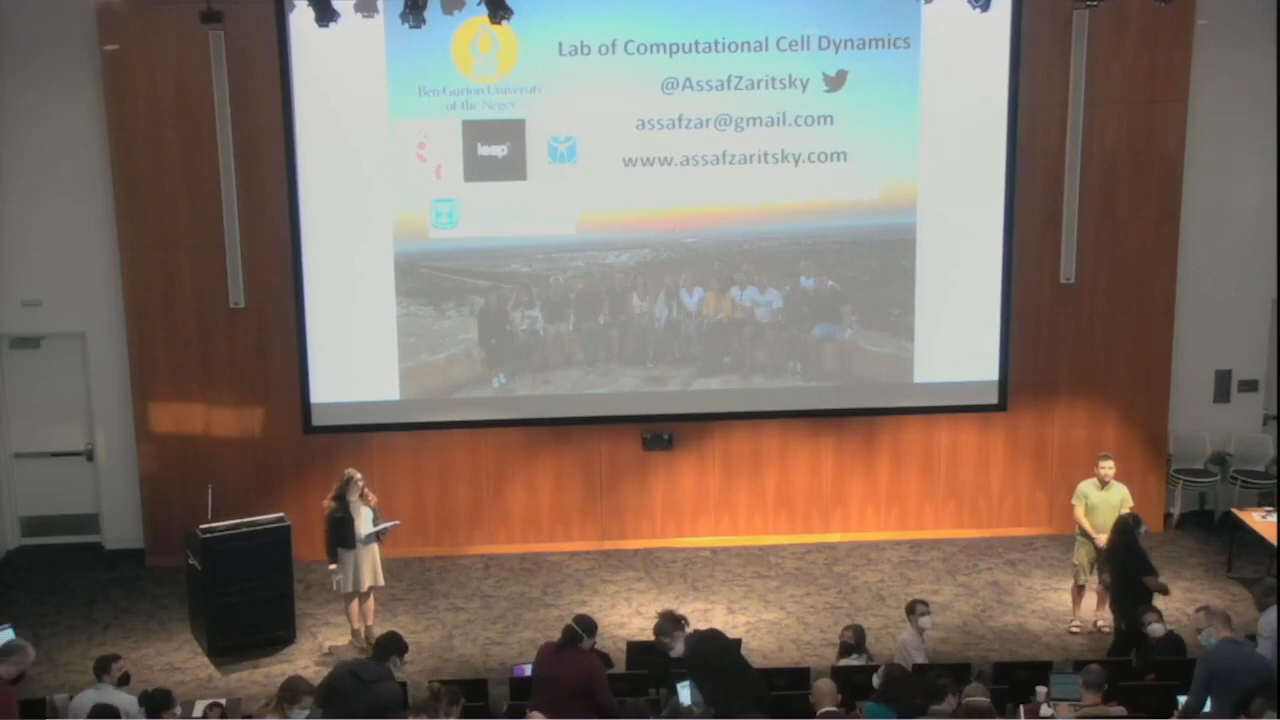 Lab of Computational Cell Dynamics
@AssafZaritsky
Ben-Gurion University
of the Negev
assafzar@gmail.com
leap
www.assafzaritsky.com